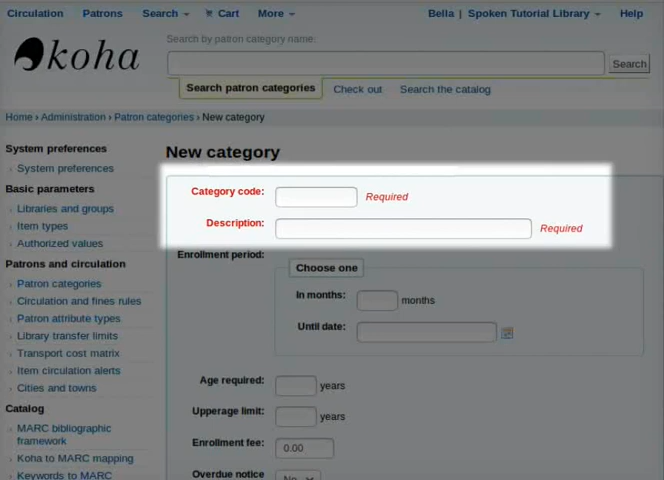 Circulation Patrons Search Cart More Bella | Spoken Tutorial Library Help
koha
Search by patron category name:
Search
Search patron categories Check out Search the catalog
Home › Administration › Patron categories › New category
System preferences
› System preferences
Basic parameters
› Libraries and groups
› Item types
› Authorized values
Patrons and circulation
› Patron categories
› Circulation and fines rules
› Patron attribute types
› Library transfer limits
› Transport cost matrix
› Item circulation alerts
› Cities and towns
Catalog
› MARC bibliographic
framework
› Koha to MARC mapping
› Keywords to MARC
New category
Category code: Required
Description: Required
Enrollment period:
Choose one
In months: months
Until date:
Age required: years
Upperage limit: years
Enrollment fee: 0.00
Overdue notice No